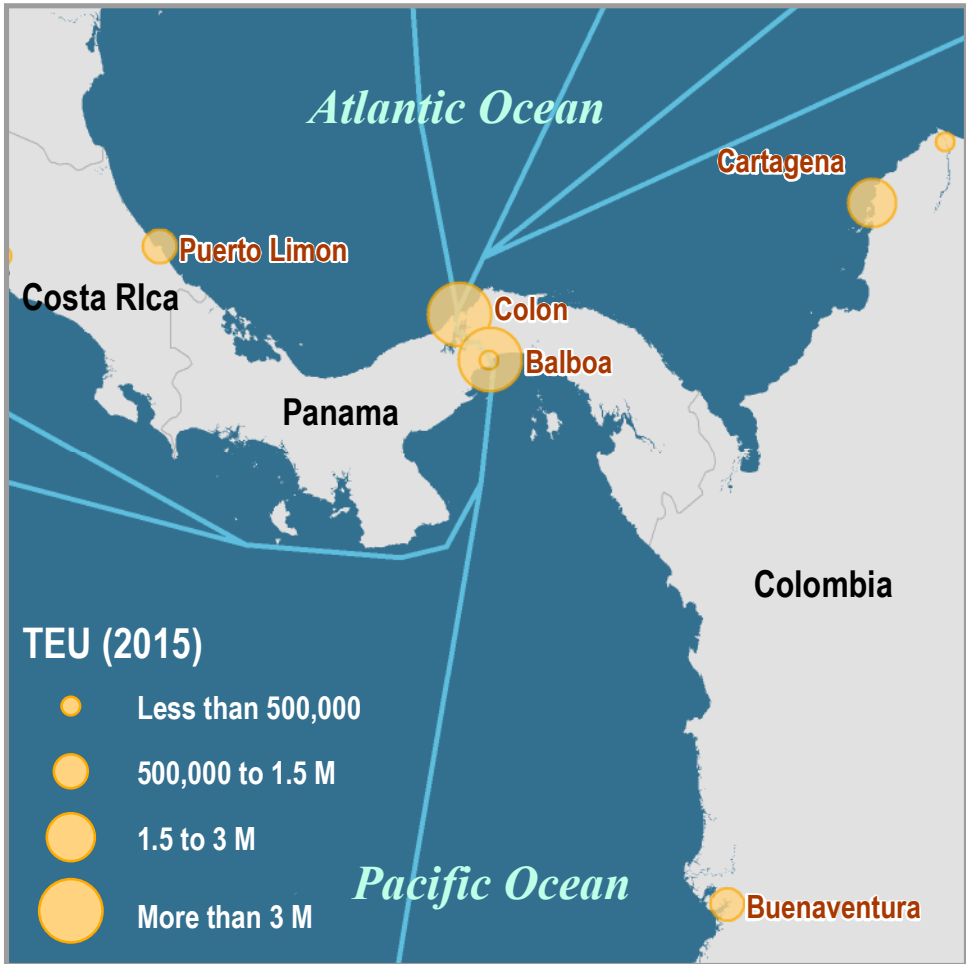 Atlantic Ocean
Cartagena
Puerto Limon
Costa RIca
Colon
Balboa
Panama
Colombia
TEU (2015)
Less than 500,000
500,000 to 1.5 M
1.5 to 3 M
More than 3 M
Pacific Ocean
Buenaventura